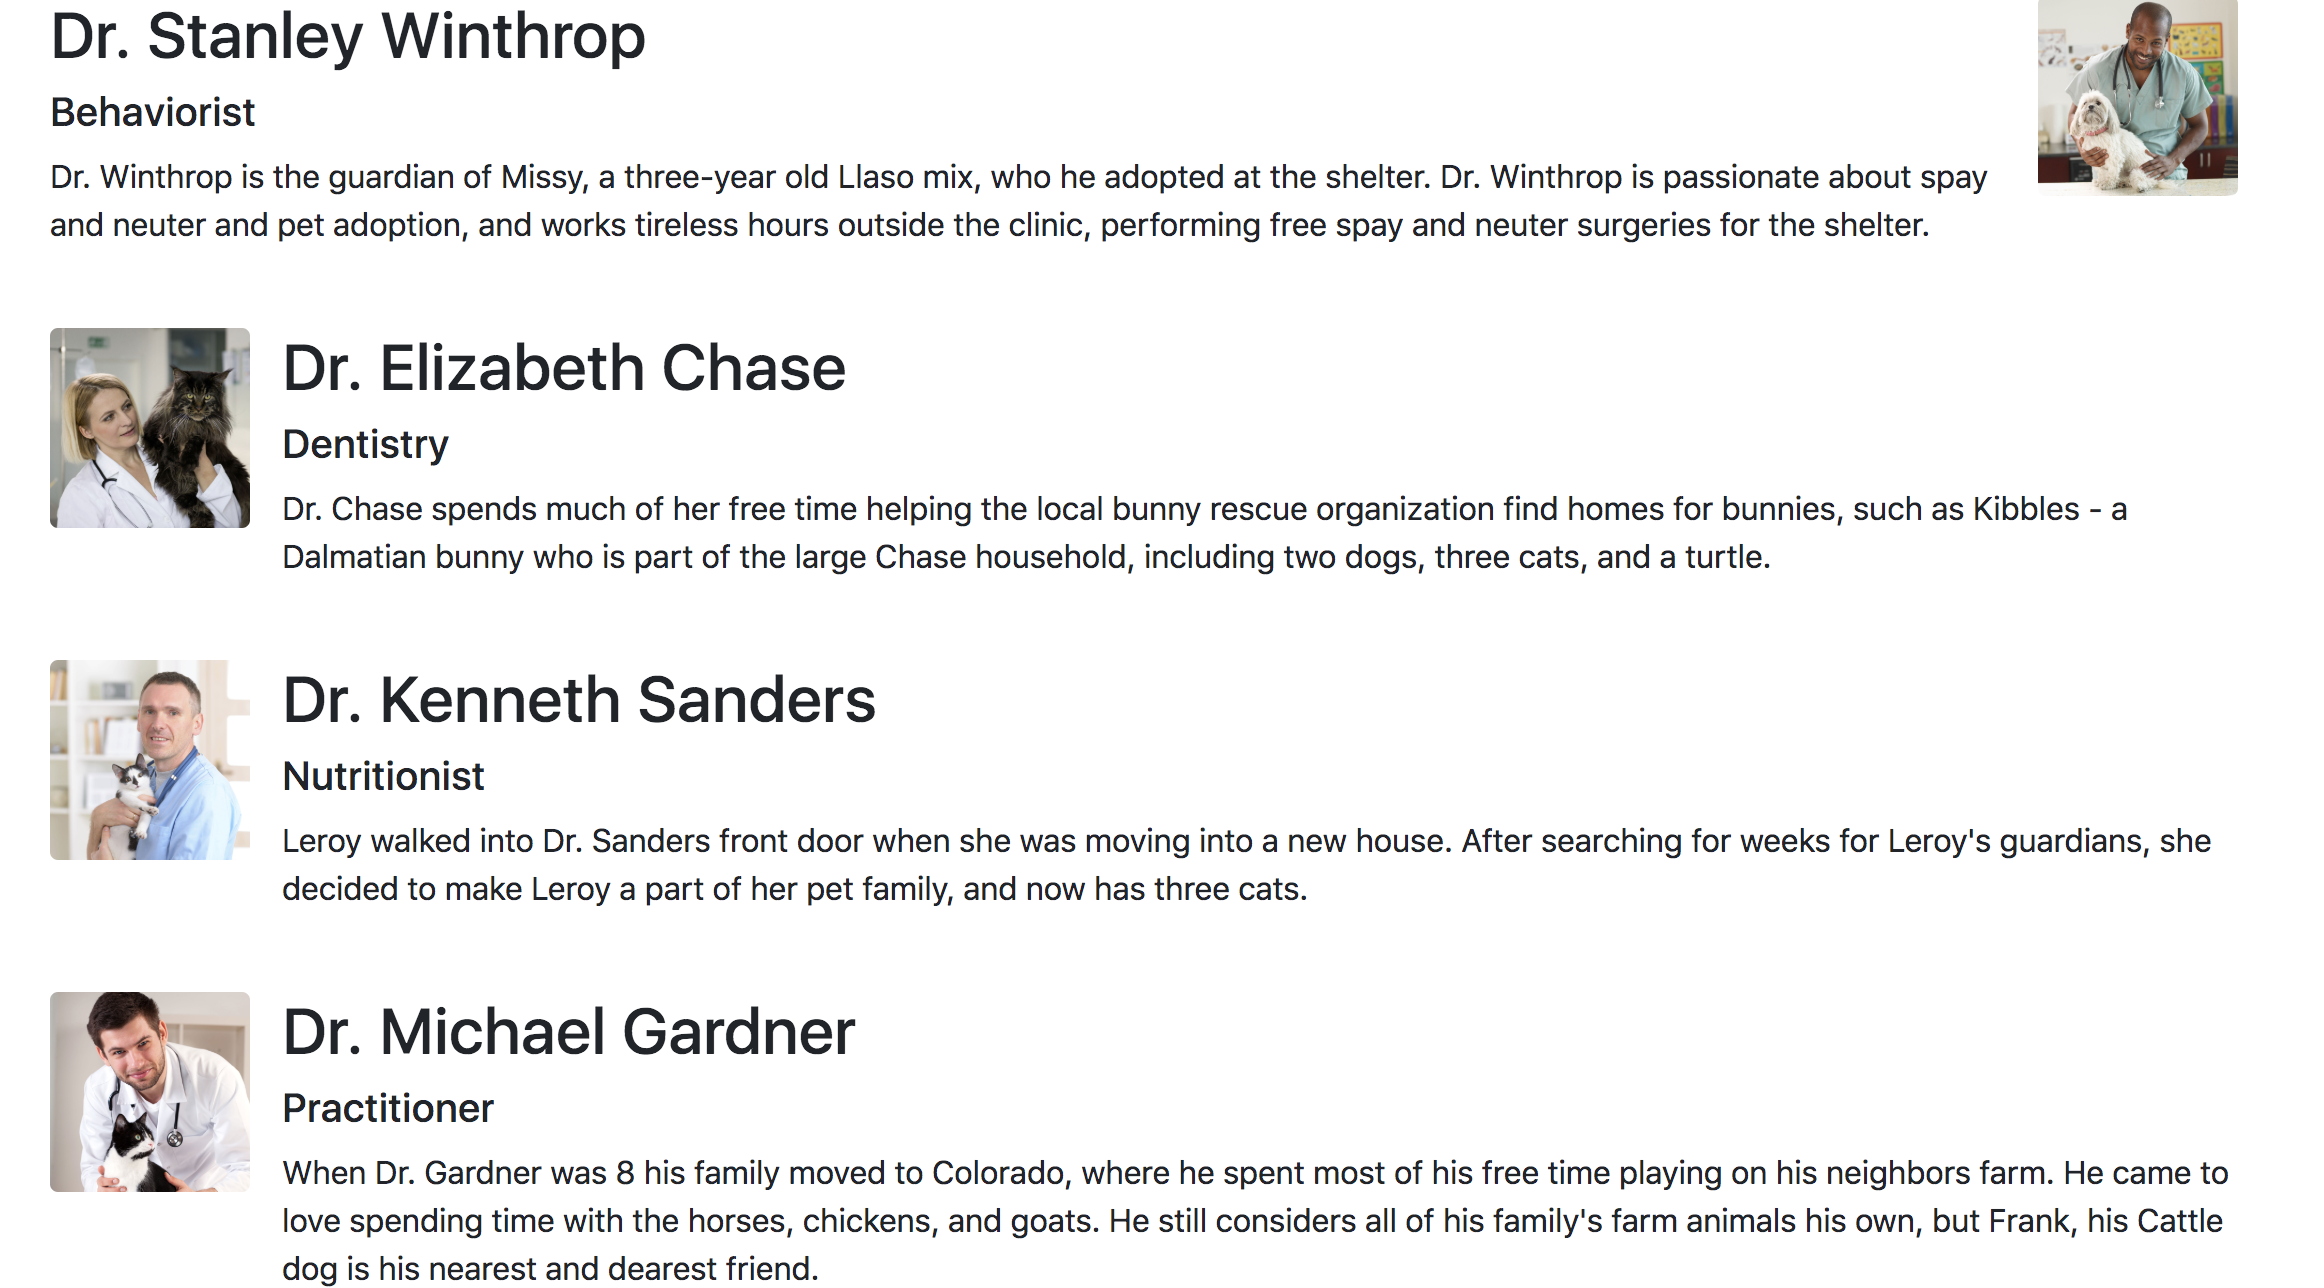 Dr. Stanley Winthrop
Behaviorist
Dr. Winthrop is the guardian of Missy, a three-year old Llaso mix, who he adopted at the shelter. Dr. Winthrop is passionate about spay
and neuter and pet adoption, and works tireless hours outside the clinic, performing free spay and neuter surgeries for the shelter.
Dr. Elizabeth Chase
Dentistry
Dr. Chase spends much of her free time helping the local bunny rescue organization find homes for bunnies, such as Kibbles - a
Dalmatian bunny who is part of the large Chase household, including two dogs, three cats, and a turtle.
Dr. Kenneth Sanders
Nutritionist
Leroy walked into Dr. Sanders front door when she was moving into a new house. After searching for weeks for Leroy's guardians, she
decided to make Leroy a part of her pet family, and now has three cats.
Dr. Michael Gardner
Practitioner
When Dr. Gardner was 8 his family moved to Colorado, where he spent most of his free time playing on his neighbors farm. He came to
love spending time with the horses, chickens, and goats. He still considers all of his family's farm animals his own, but Frank, his Cattle
dog is his nearest and dearest friend.